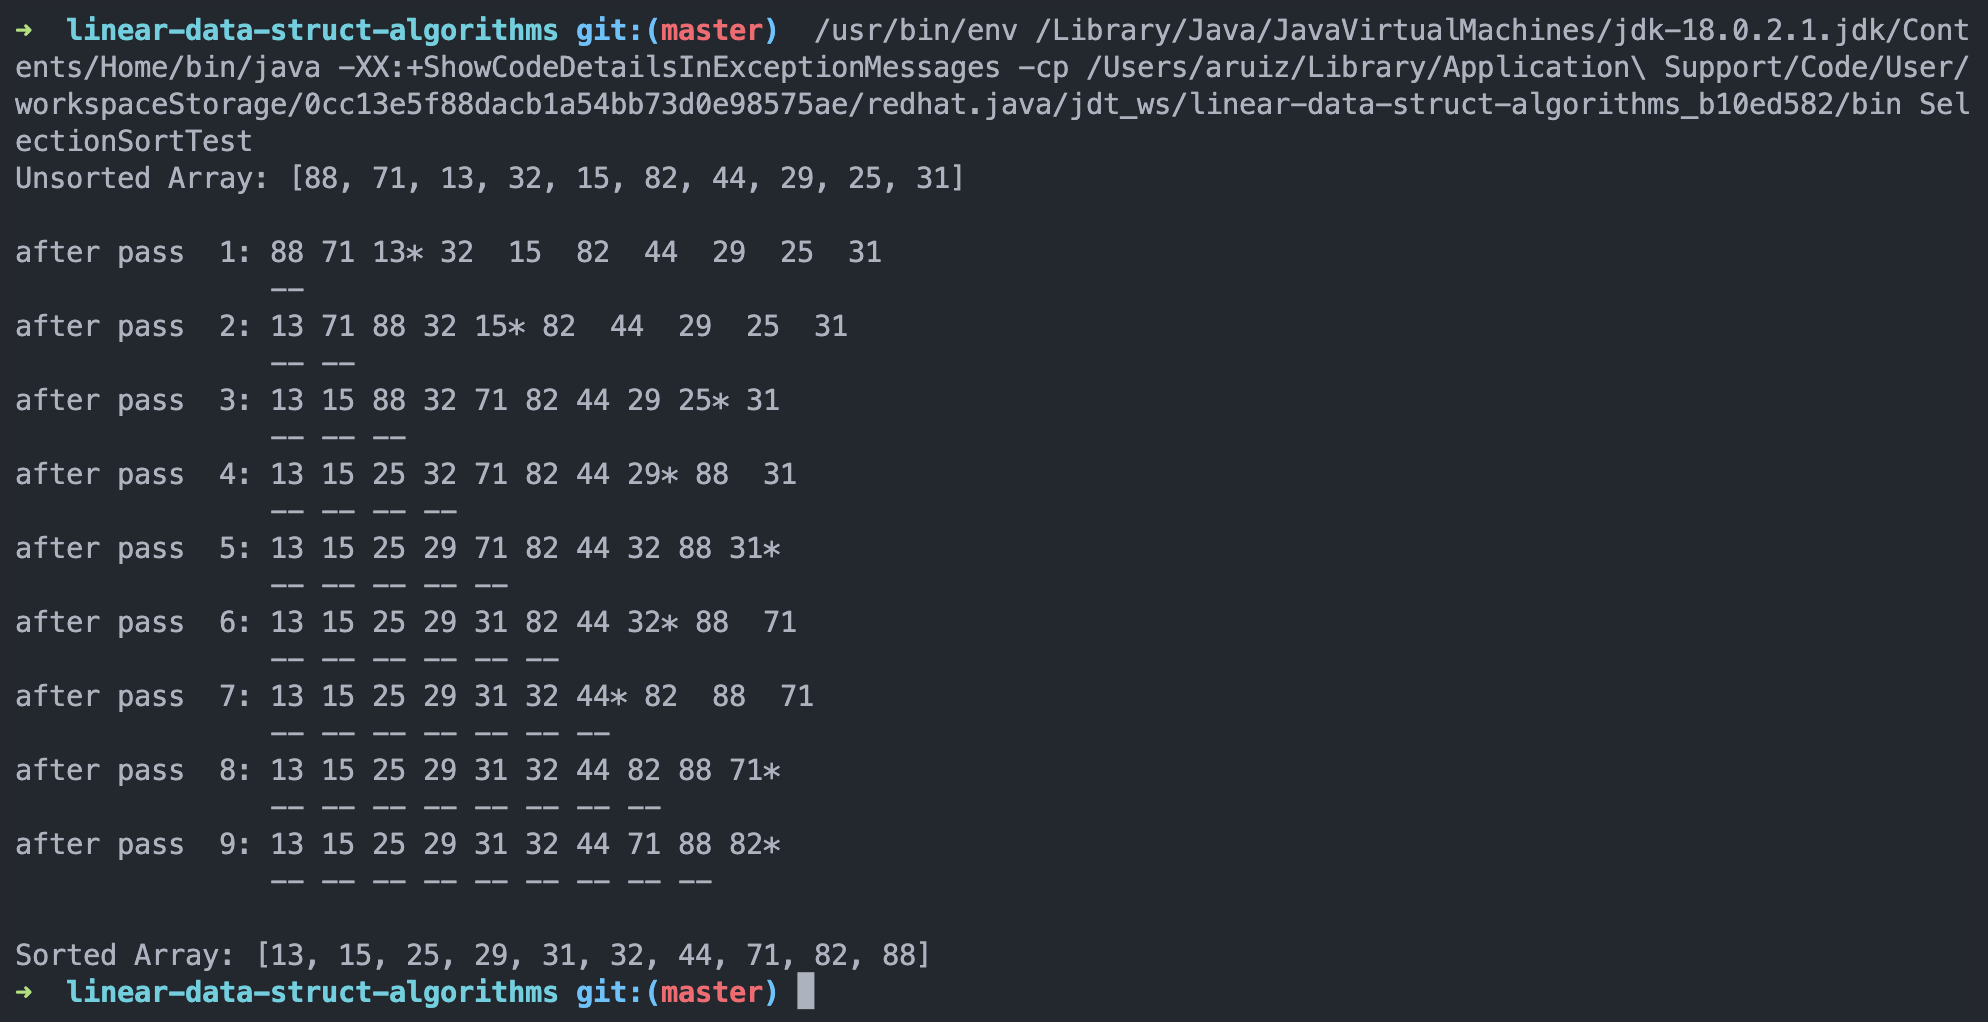 ➜  linear-data-struct-algorithms git:(master)  /usr/bin/env /Library/Java/JavaVirtualMachines/jdk-18.0.2.1.jdk/Cont
ents/Home/bin/java -XX:+ShowCodeDetailsInExceptionMessages -cp /Users/aruiz/Library/Application\ Support/Code/User/
workspaceStorage/0cc13e5f88dacb1a54bb73d0e98575ae/redhat.java/jdt_ws/linear-data-struct-algorithms_b10ed582/bin Sel
ectionSortTest
Unsorted Array: [88, 71, 13, 32, 15, 82, 44, 29, 25, 31]

after pass  1: 88 71 13* 32  15  82  44  29  25  31
               --
after pass  2: 13 71 88 32 15* 82  44  29  25  31
               -- --
after pass  3: 13 15 88 32 71 82 44 29 25* 31
               -- -- --
after pass  4: 13 15 25 32 71 82 44 29* 88  31
               -- -- -- --
after pass  5: 13 15 25 29 71 82 44 32 88 31*
               -- -- -- -- --
after pass  6: 13 15 25 29 31 82 44 32* 88  71
               -- -- -- -- -- --
after pass  7: 13 15 25 29 31 32 44* 82  88  71
               -- -- -- -- -- -- --
after pass  8: 13 15 25 29 31 32 44 82 88 71*
               -- -- -- -- -- -- -- --
after pass  9: 13 15 25 29 31 32 44 71 88 82*
               -- -- -- -- -- -- -- -- --

Sorted Array: [13, 15, 25, 29, 31, 32, 44, 71, 82, 88]
➜  linear-data-struct-algorithms git:(master)